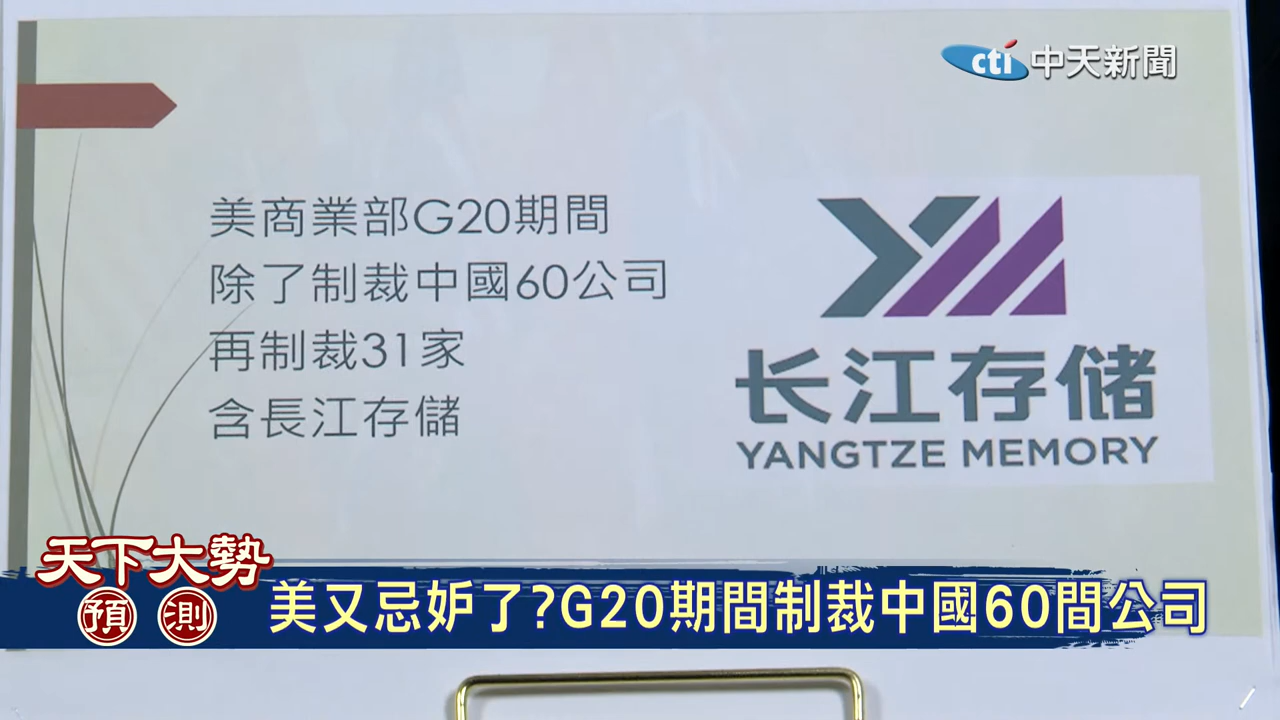 cti 中天新聞
美商業部G20期間
除了制裁中國60公司
再制裁31家
含長江存儲
长江存储
YANGTZE MEMORY
天下大勢
預測
美又忌妒了?G20期間制裁中國60間公司